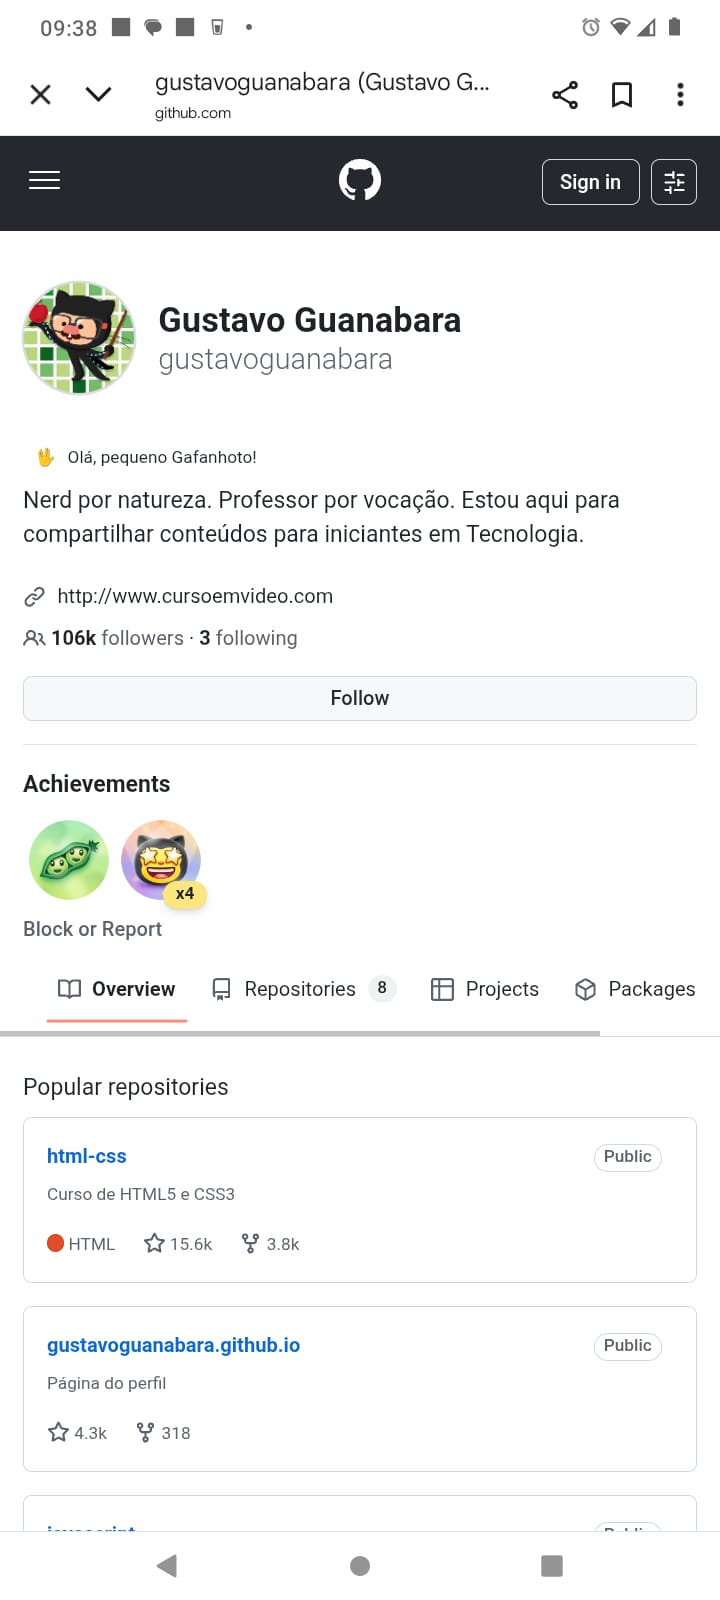 09:38
gustavoguanabara (Gustavo G...
github.com
Sign in
Gustavo Guanabara
gustavoguanabara
Olá, pequeno Gafanhoto!
Nerd por natureza. Professor por vocação. Estou aqui para
compartilhar conteúdos para iniciantes em Tecnologia.
http://www.cursoemvideo.com
106k followers · 3 following
Follow
Achievements
x4
Block or Report
Overview Repositories 8 Projects Packages
Popular repositories
html-css Public
Curso de HTML5 e CSS3
HTML 15.6k 3.8k
gustavoguanabara.github.io Public
Página do perfil
4.3k 318